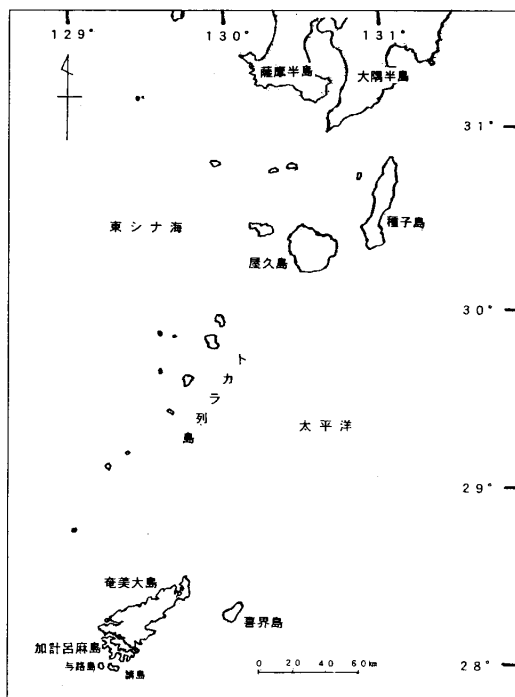 129° 130° 131°
薩摩半島
大隅半島
31°
種子島
東シナ海
屋久島
30°
トカラ列島
太平洋
29°
奄美大島
喜界島
加計呂麻島
与路島
請島
28°
0 20 40 60 km